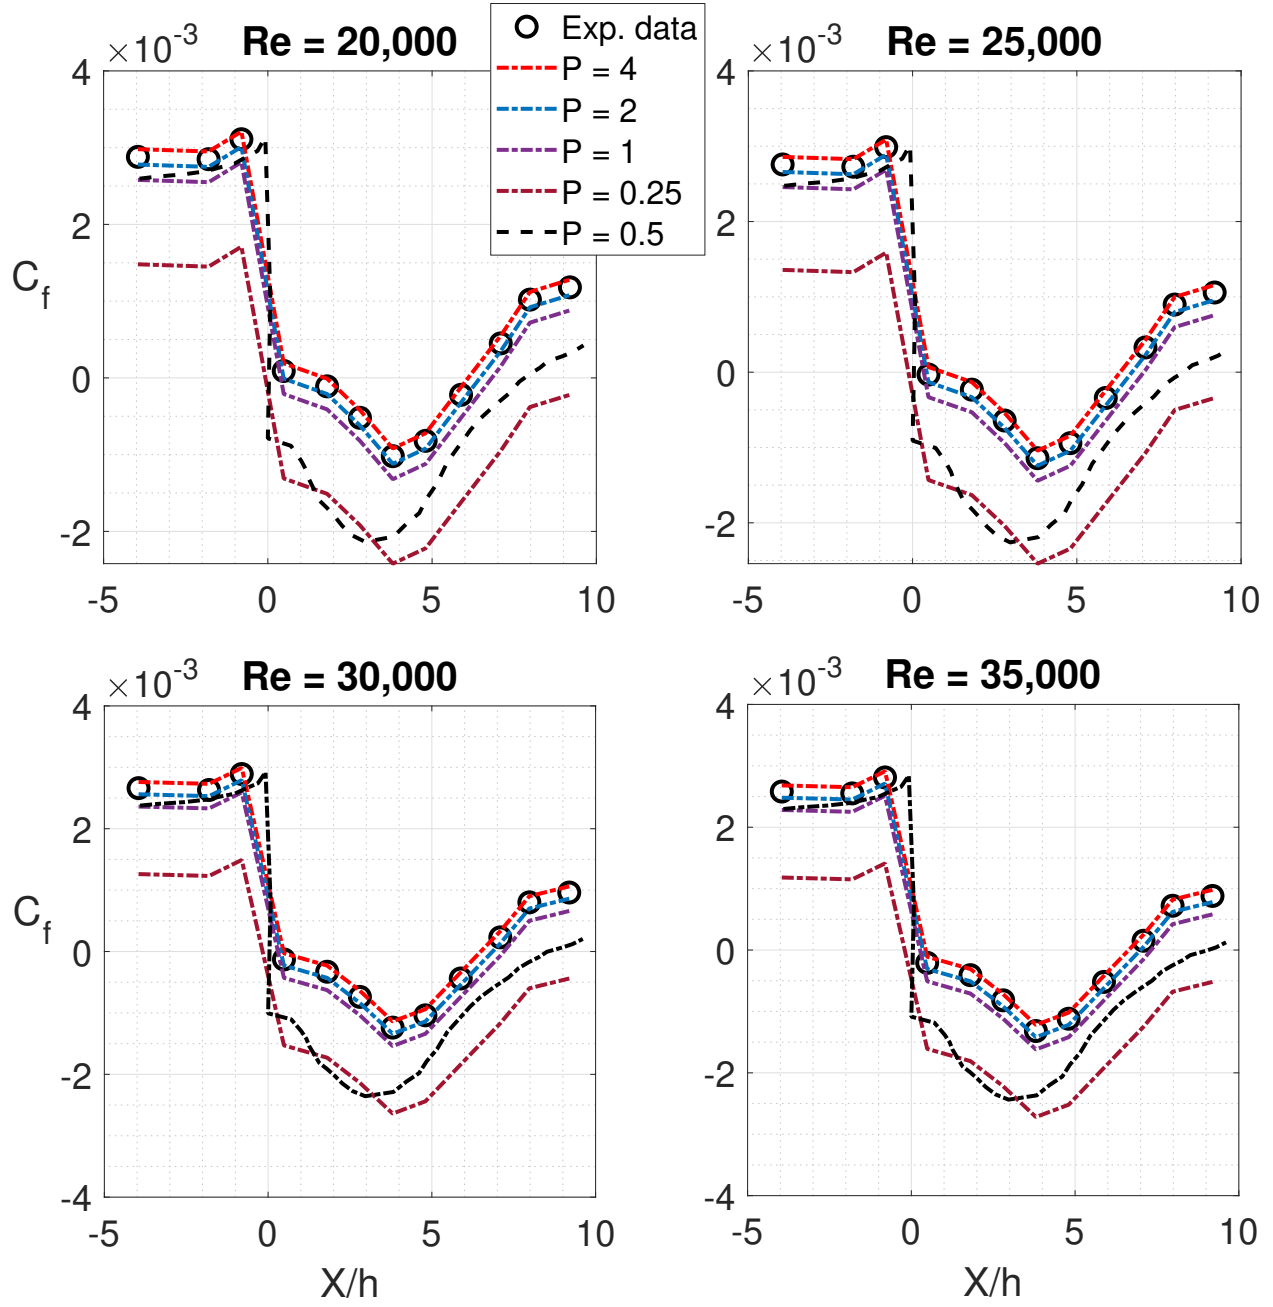 ×10⁻³ Re = 20,000
Exp. data
P = 4
P = 2
P = 1
P = 0.25
P = 0.5
C_f
4
2
0
-2
-5 0 5 10
×10⁻³ Re = 25,000
4
2
0
-2
-5 0 5 10
×10⁻³ Re = 30,000
C_f
4
2
0
-2
-4
-5 0 5 10
X/h
×10⁻³ Re = 35,000
4
2
0
-2
-4
-5 0 5 10
X/h